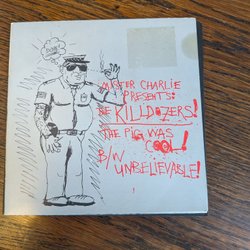 MISTER CHARLIE
PRESENTS:
THE KILLDOZERS!
THE PIG WAS
COOL!
B/W
UNBELIEVABLE!